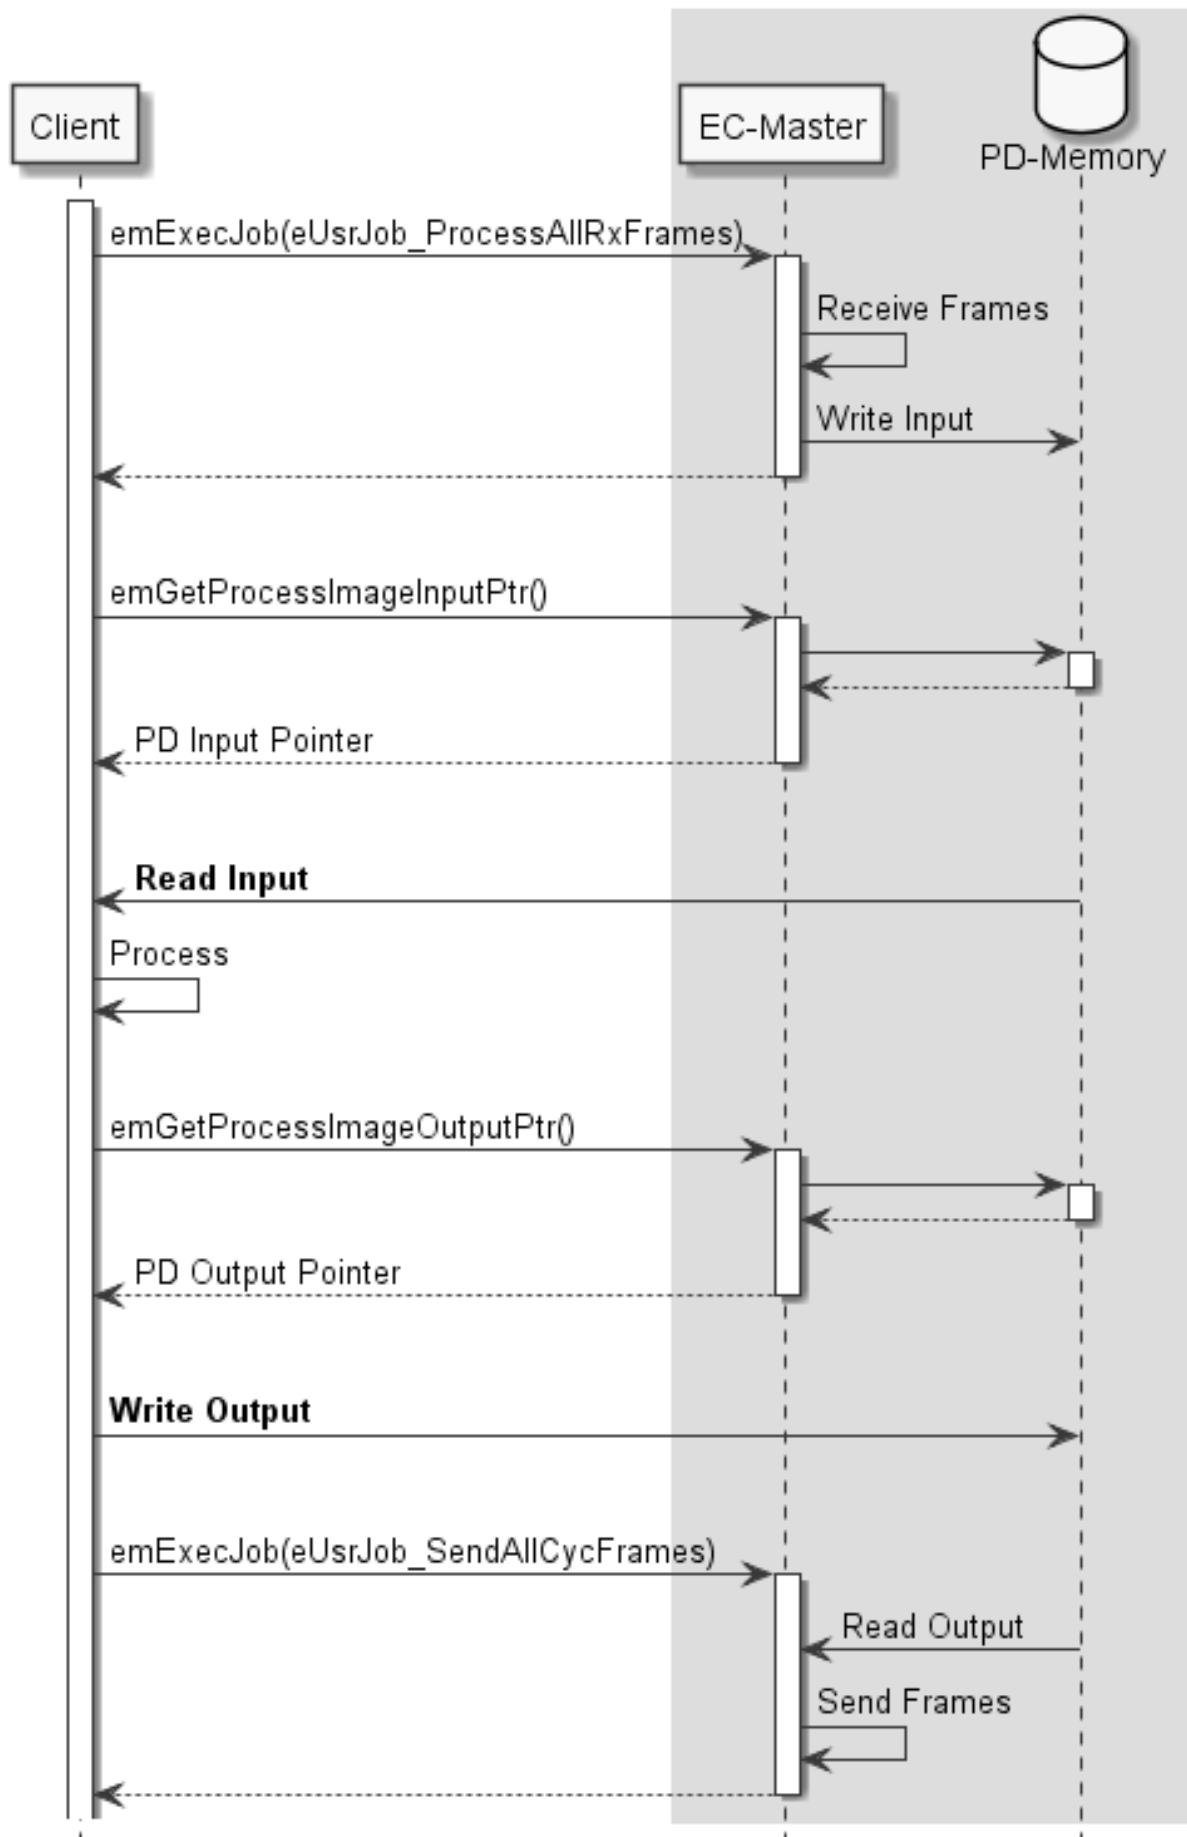 Client
EC-Master
PD-Memory
emExecJob(eUsrJob_ProcessAllRxFrames)
Receive Frames
Write Input
emGetProcessImageInputPtr()
PD Input Pointer
Read Input
Process
emGetProcessImageOutputPtr()
PD Output Pointer
Write Output
emExecJob(eUsrJob_SendAllCycFrames)
Read Output
Send Frames